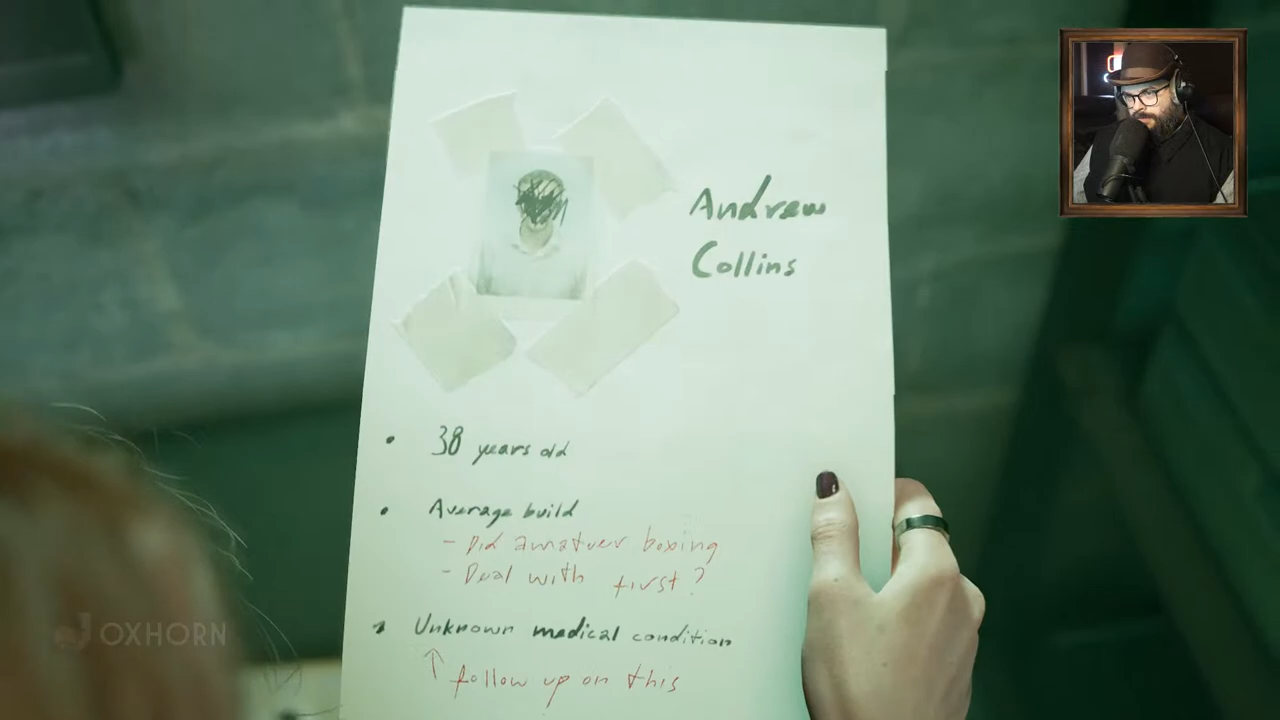 Andrew
Collins
• 38 years old
• Average build
- Did amatuer boxing
- Deal with first?
• Unknown medical condition
↑ follow up on this
OXHORN